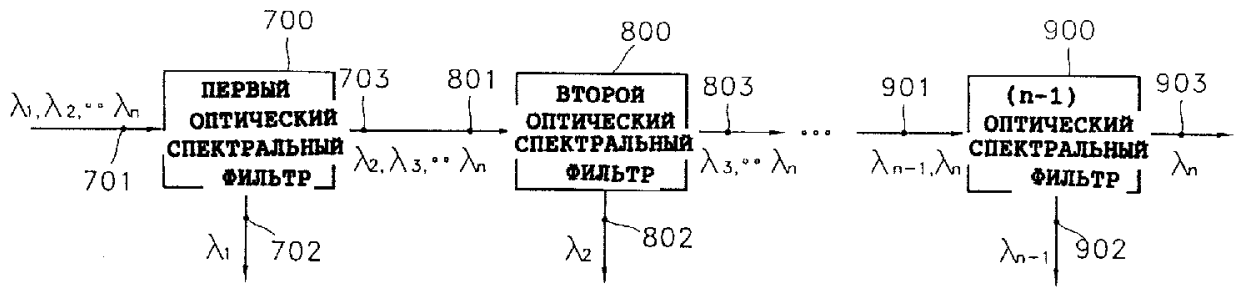 700
800
900
703
801
803
901
903
λ₁, λ₂, °° λₙ
ПЕРВЫЙ
ОПТИЧЕСКИЙ
СПЕКТРАЛЬНЫЙ
ФИЛЬТР
ВТОРОЙ
ОПТИЧЕСКИЙ
СПЕКТРАЛЬНЫЙ
ФИЛЬТР
•••
(n-1)
ОПТИЧЕСКИЙ
СПЕКТРАЛЬНЫЙ
ФИЛЬТР
701
λ₂, λ₃, °° λₙ
λ₃, °° λₙ
λₙ₋₁, λₙ
λₙ
λ₁
702
λ₂
802
λₙ₋₁
902